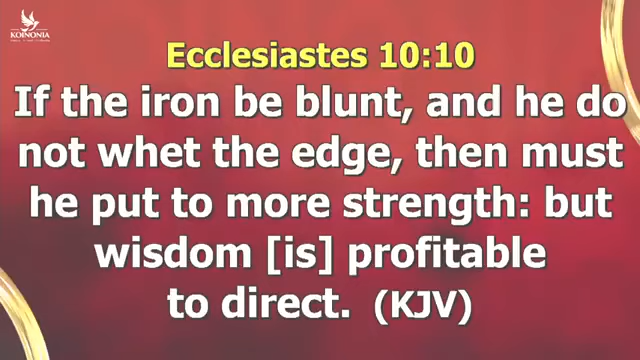 KOINONIA
Ecclesiastes 10:10
If the iron be blunt, and he do
not whet the edge, then must
he put to more strength: but
wisdom [is] profitable
to direct. (KJV)